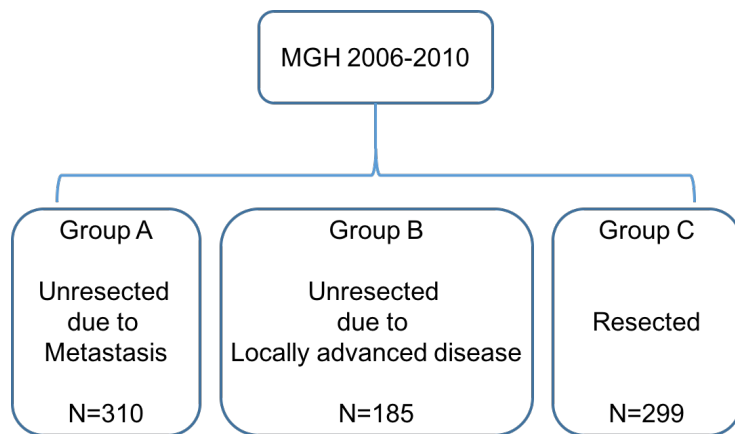 MGH 2006-2010
Group A
Unresected
due to
Metastasis
N=310
Group B
Unresected
due to
Locally advanced disease
N=185
Group C
Resected
N=299